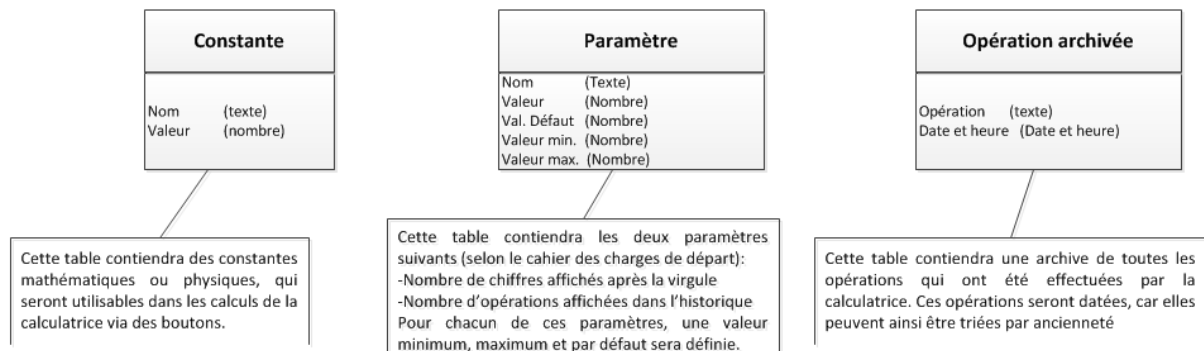 Constante
Nom (texte)
Valeur (nombre)
Cette table contiendra des constantes
mathématiques ou physiques, qui
seront utilisables dans les calculs de la
calculatrice via des boutons.
Paramètre
Nom (Texte)
Valeur (Nombre)
Val. Défaut (Nombre)
Valeur min. (Nombre)
Valeur max. (Nombre)
Cette table contiendra les deux paramètres
suivants (selon le cahier des charges de départ):
-Nombre de chiffres affichés après la virgule
-Nombre d'opérations affichées dans l'historique
Pour chacun de ces paramètres, une valeur
minimum, maximum et par défaut sera définie.
Opération archivée
Opération (texte)
Date et heure (Date et heure)
Cette table contiendra une archive de toutes les
opérations qui ont été effectuées par la
calculatrice. Ces opérations seront datées, car elles
peuvent ainsi être triées par ancienneté